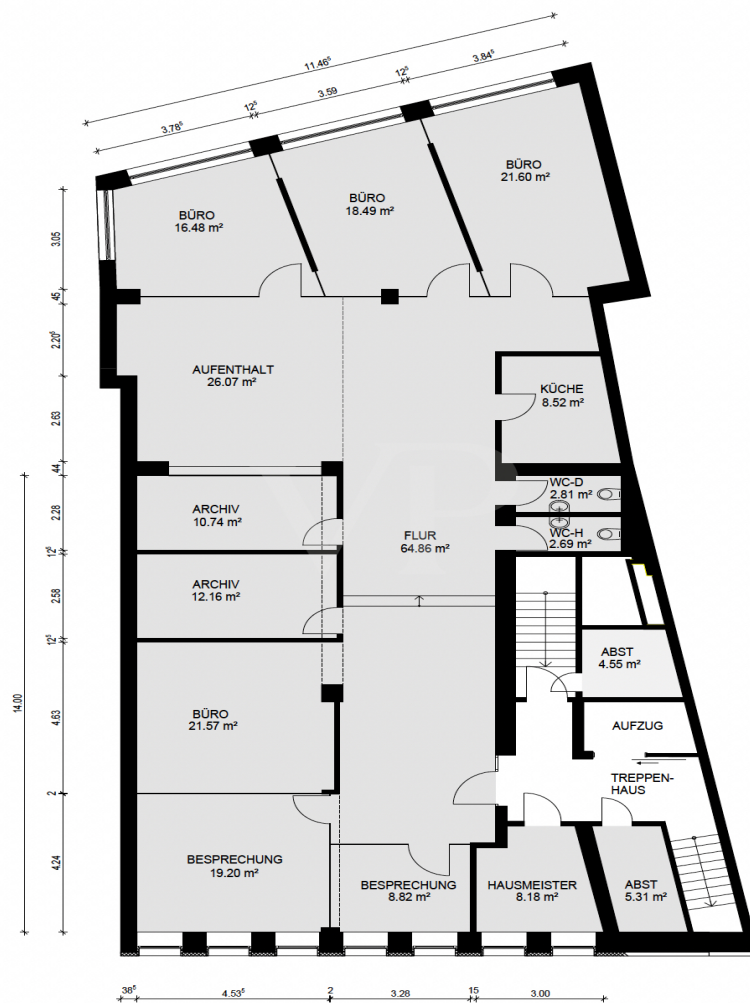 11.46⁵
3.78⁵
12⁵
3.59
12⁵
3.84⁵
BÜRO
21.60 m²
BÜRO
18.49 m²
BÜRO
16.48 m²
3.05
45
2.20⁵
AUFENTHALT
26.07 m²
KÜCHE
8.52 m²
2.63
44
WC-D
2.81 m²
ARCHIV
10.74 m²
2.28
FLUR
64.86 m²
WC-H
2.69 m²
12⁵
ARCHIV
12.16 m²
2.58
12⁵
ABST
4.55 m²
14.00
BÜRO
21.57 m²
4.63
AUFZUG
TREPPEN-
HAUS
2
BESPRECHUNG
19.20 m²
4.24
BESPRECHUNG
8.82 m²
HAUSMEISTER
8.18 m²
ABST
5.31 m²
38⁵
4.53⁵
2
3.28
15
3.00
VP